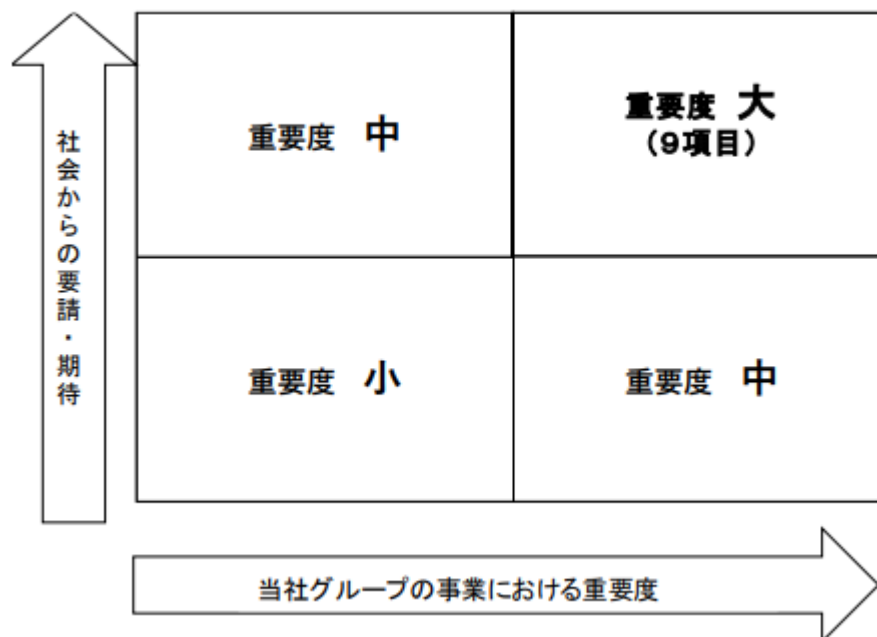 社会からの要請・期待
重要度 中
重要度 大
（９項目）
重要度 小
重要度 中
当社グループの事業における重要度